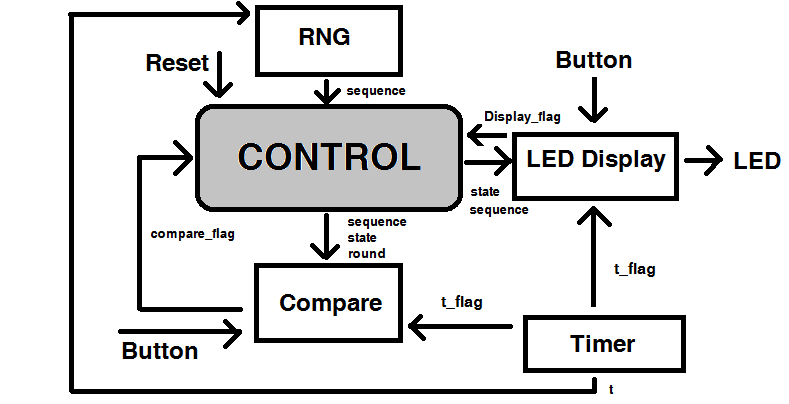 RNG
Reset
sequence
Button
Display_flag
CONTROL
LED Display
LED
state
sequence
compare_flag
sequence
state
round
t_flag
Compare
t_flag
Button
Timer
t